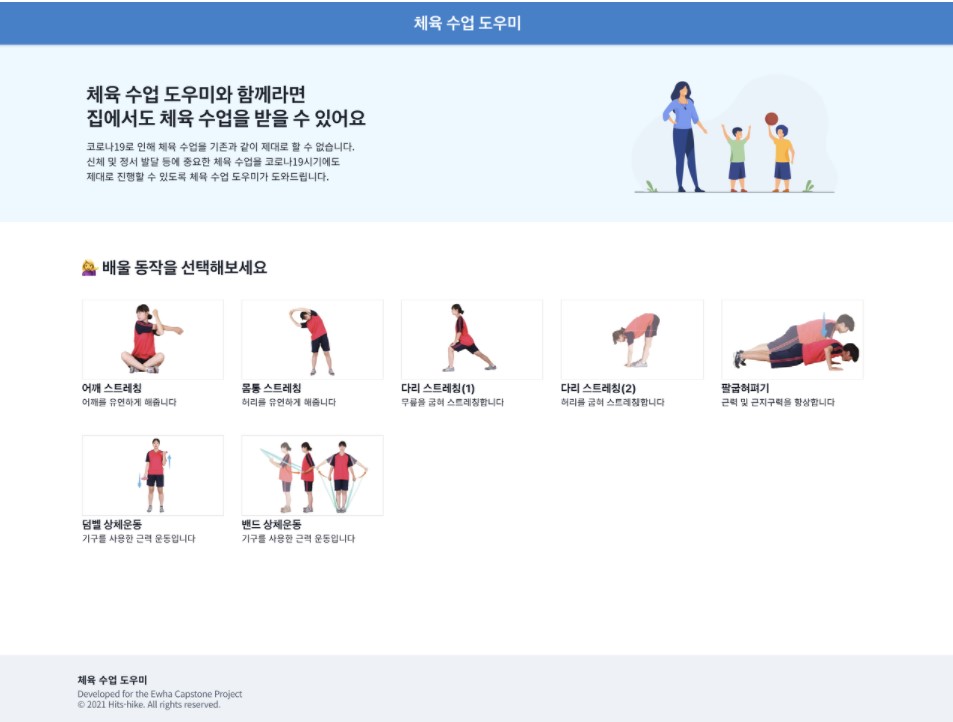 체육 수업 도우미
체육 수업 도우미와 함께라면
집에서도 체육 수업을 받을 수 있어요
코로나19로 인해 체육 수업을 기존과 같이 제대로 할 수 없습니다.
신체 및 정서 발달 등에 중요한 체육 수업을 코로나19시기에도
제대로 진행할 수 있도록 체육 수업 도우미가 도와드립니다.
배울 동작을 선택해보세요
어깨 스트레칭
어깨를 유연하게 해줍니다
몸통 스트레칭
허리를 유연하게 해줍니다
다리 스트레칭(1)
무릎을 굽혀 스트레칭합니다
다리 스트레칭(2)
허리를 굽혀 스트레칭합니다
팔굽혀펴기
근력 및 근지구력을 향상합니다
덤벨 상체운동
기구를 사용한 근력 운동입니다
밴드 상체운동
기구를 사용한 근력 운동입니다
체육 수업 도우미
Developed for the Ewha Capstone Project
© 2021 Hits-hike. All rights reserved.